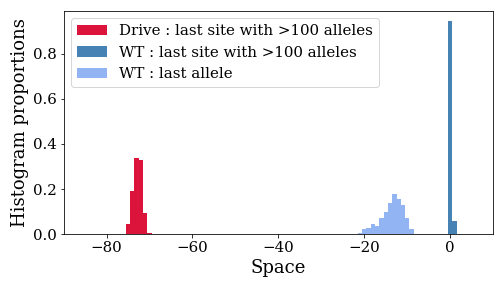 Drive : last site with >100 alleles
WT : last site with >100 alleles
WT : last allele
Histogram proportions
0.8
0.6
0.4
0.2
0.0
−80 −60 −40 −20 0
Space